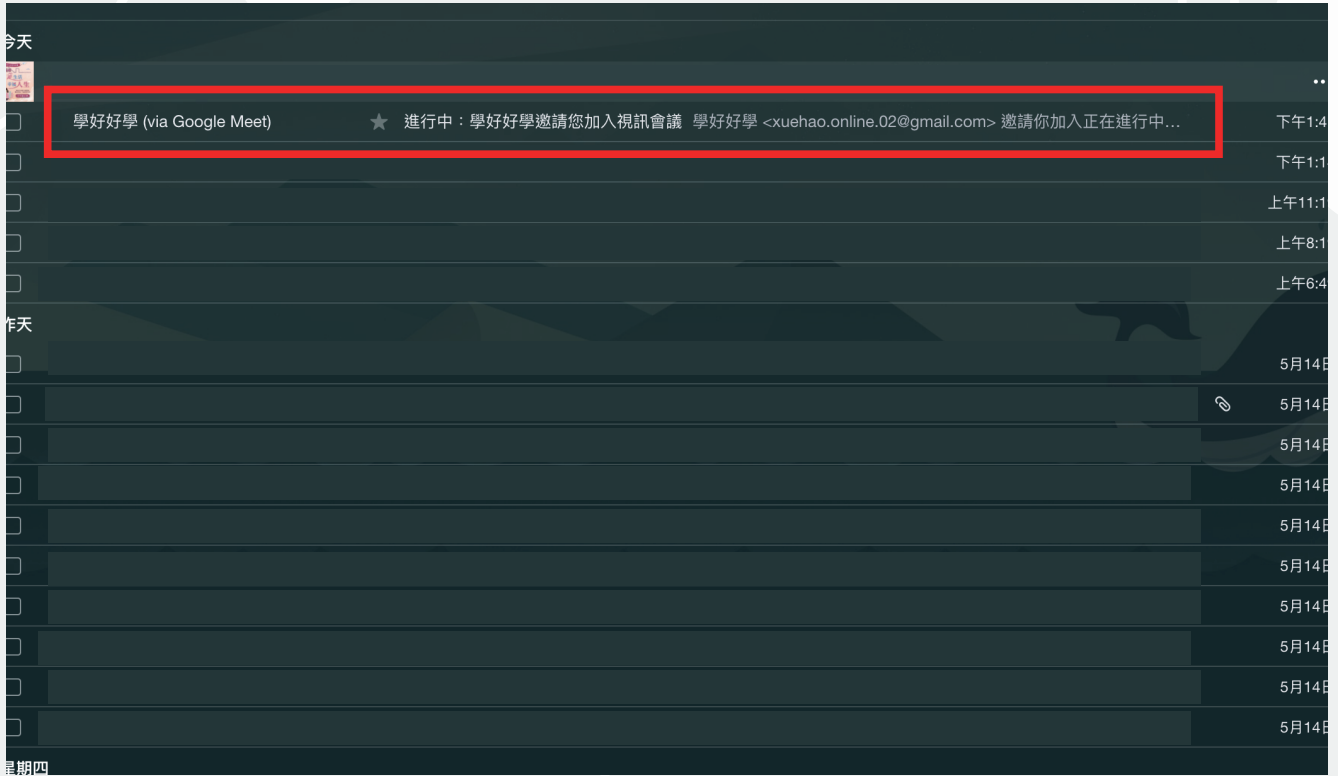 今天
學好好學 (via Google Meet) ★ 進行中：學好好學邀請您加入視訊會議 學好好學 <xuehao.online.02@gmail.com> 邀請你加入正在進行中… 下午1:4
下午1:1
上午11:1
上午8:1
上午6:4
昨天
5月14日
5月14日
5月14日
5月14日
5月14日
5月14日
5月14日
5月14日
5月14日
5月14日
星期四